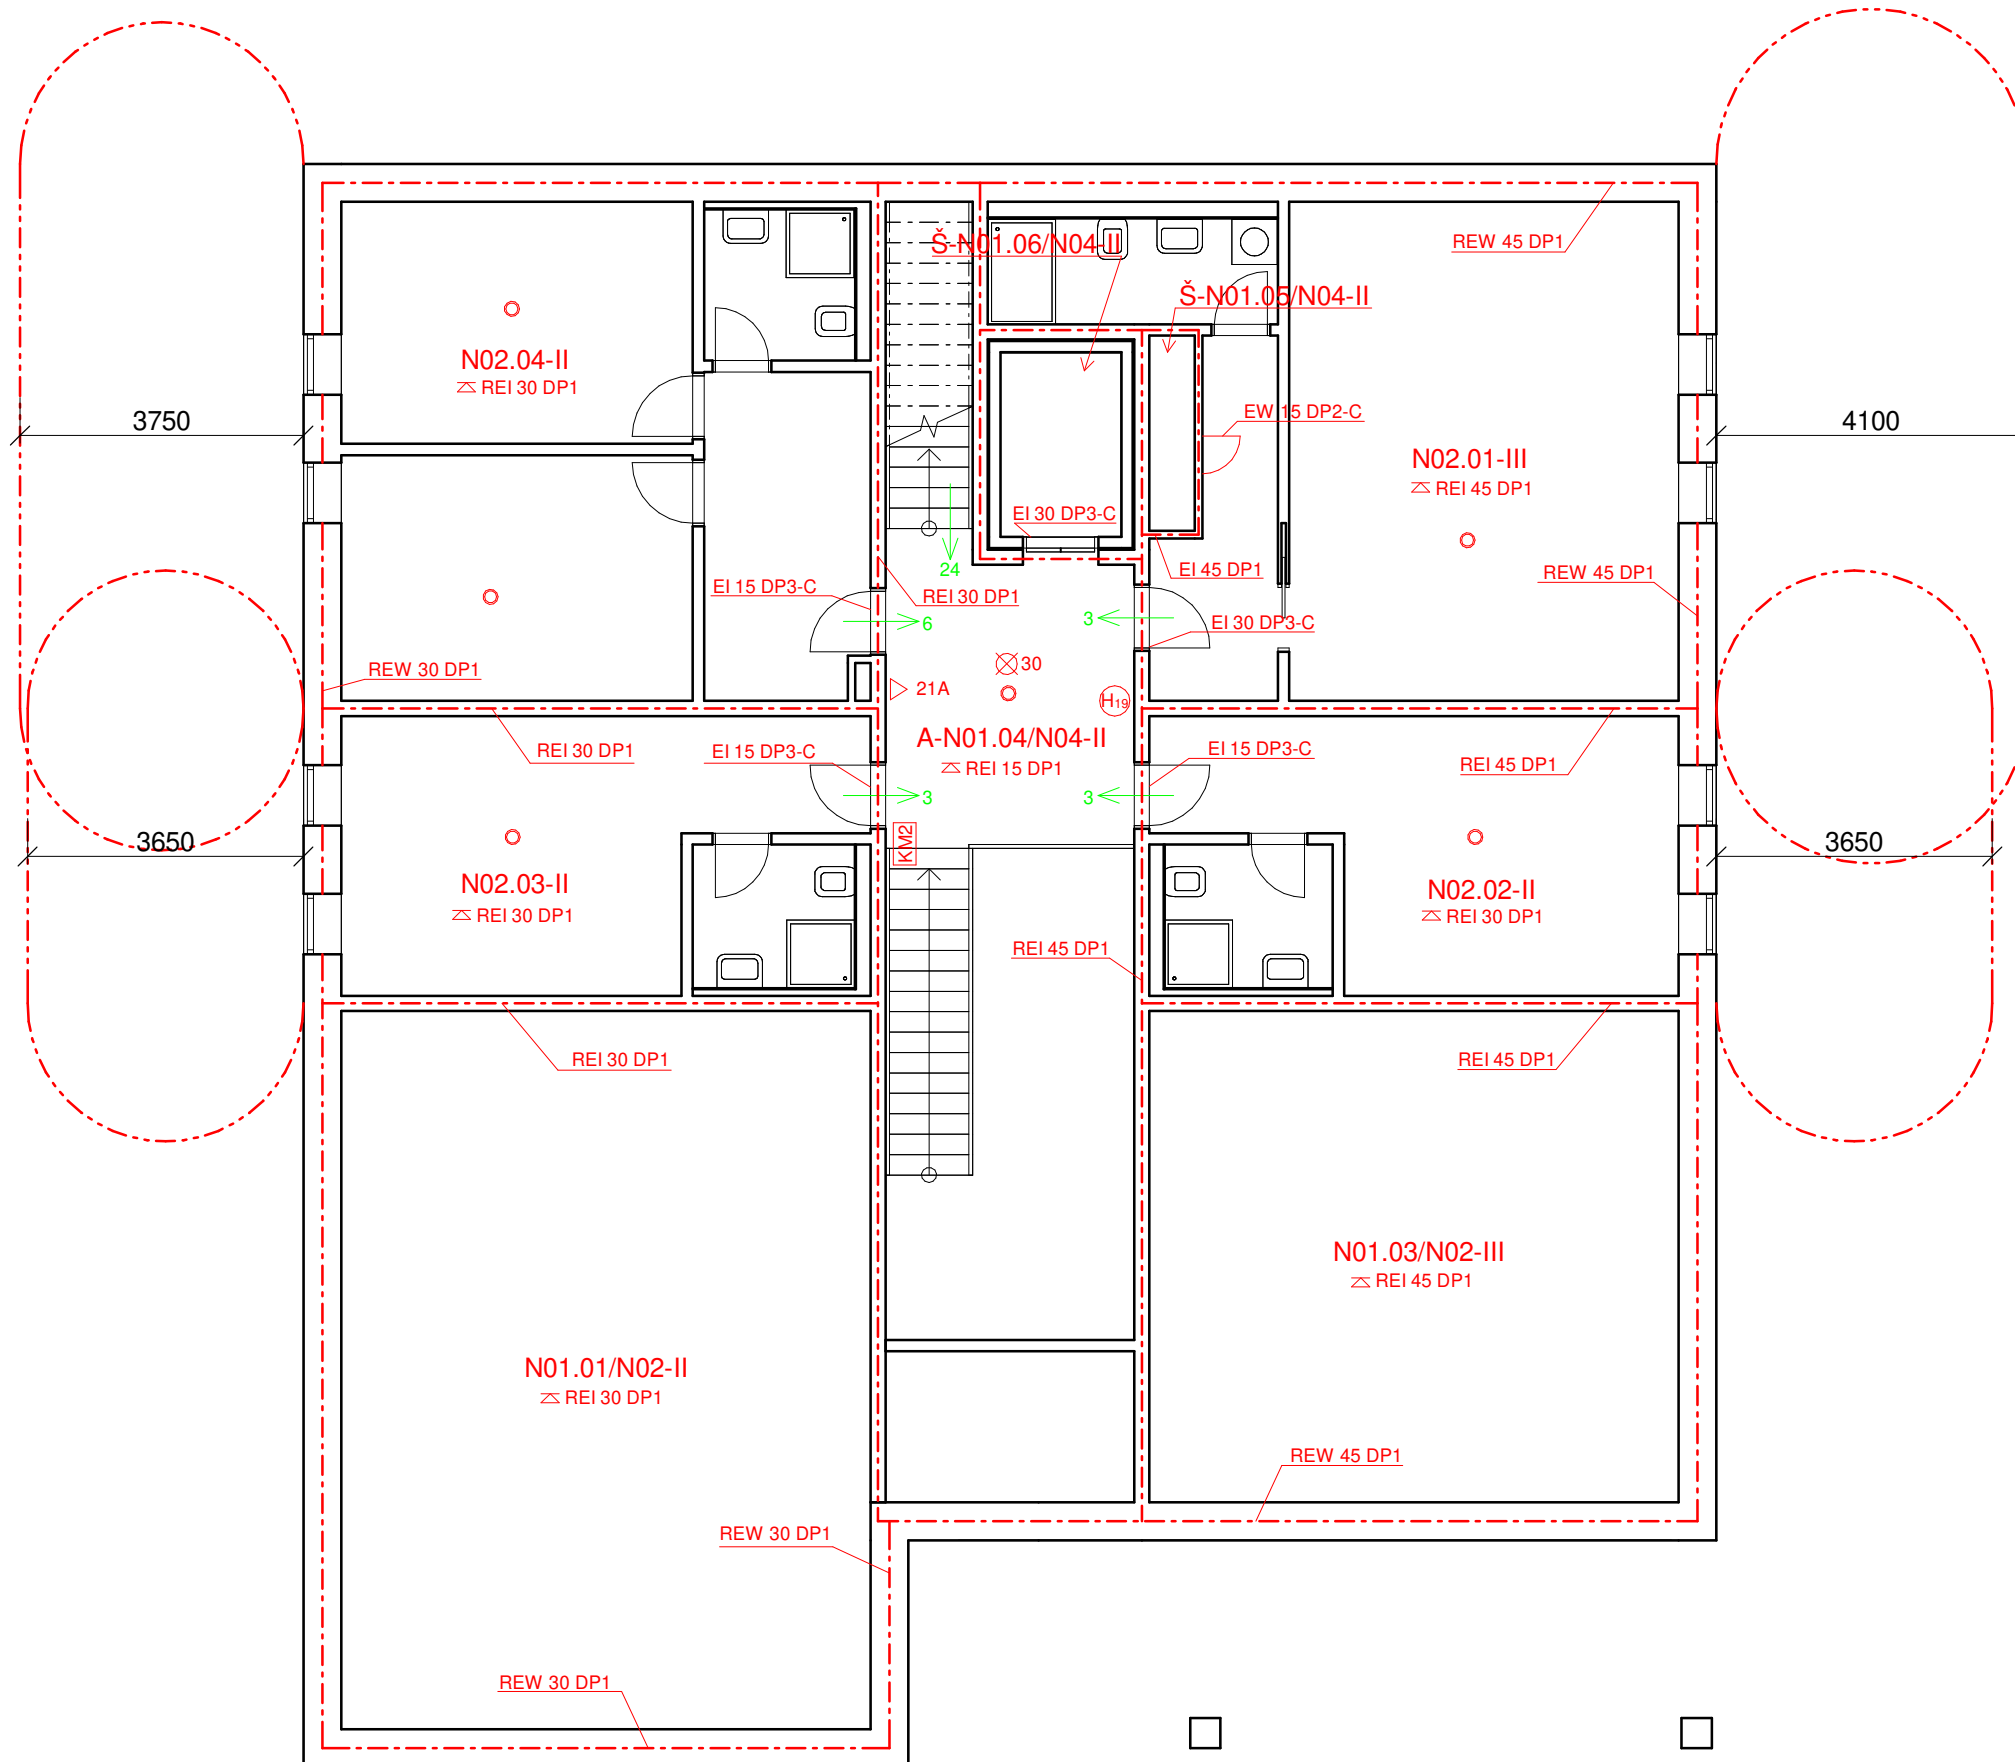 Š-N01.06/N04-II
REW 45 DP1
Š-N01.05/N04-II
N02.04-II
REI 30 DP1
3750
EW 15 DP2-C
4100
N02.01-III
REI 45 DP1
EI 30 DP3-C
24
EI 45 DP1
REW 45 DP1
EI 15 DP3-C
REI 30 DP1
6
3
EI 30 DP3-C
30
REW 30 DP1
21A
H19
A-N01.04/N04-II
REI 15 DP1
REI 30 DP1
EI 15 DP3-C
EI 15 DP3-C
REI 45 DP1
3
3
KM2
3650
3650
N02.03-II
REI 30 DP1
N02.02-II
REI 30 DP1
REI 45 DP1
REI 30 DP1
REI 45 DP1
N01.03/N02-III
REI 45 DP1
N01.01/N02-II
REI 30 DP1
REW 45 DP1
REW 30 DP1
REW 30 DP1